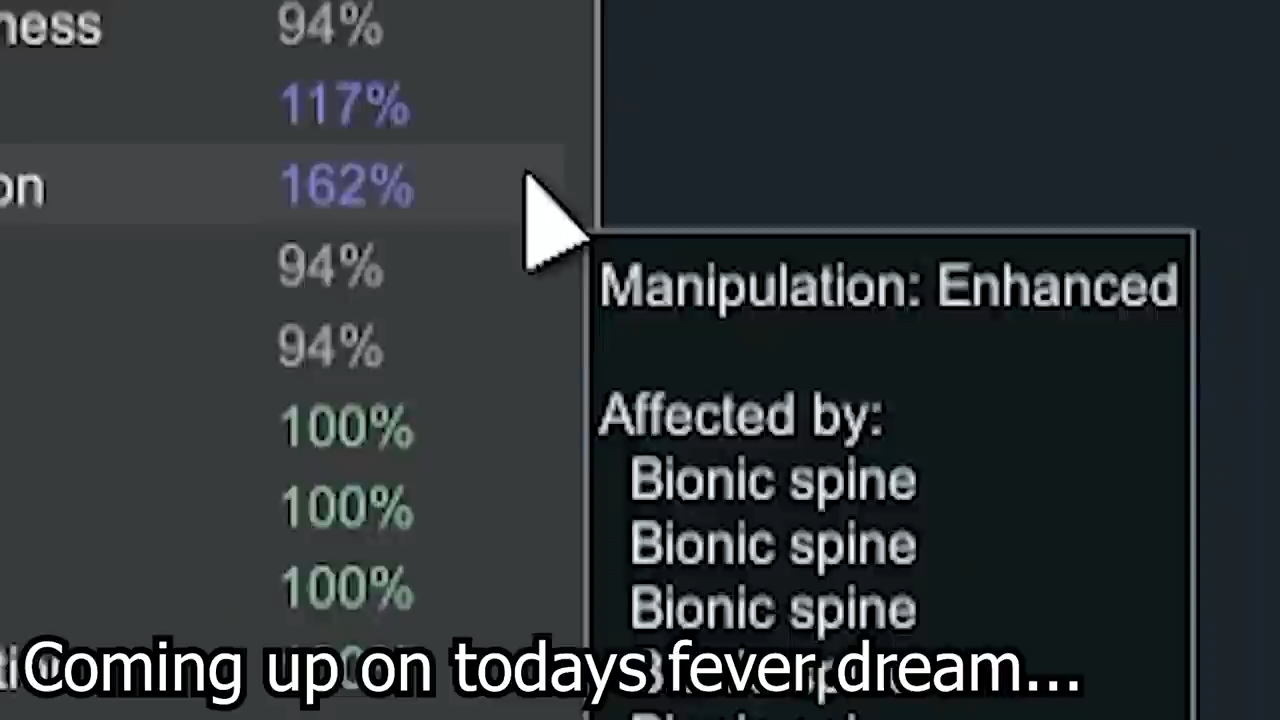 ness 94%
117%
on 162%
94%
94%
100%
100%
100%
Manipulation: Enhanced
Affected by:
Bionic spine
Bionic spine
Bionic spine
Coming up on todays fever dream...